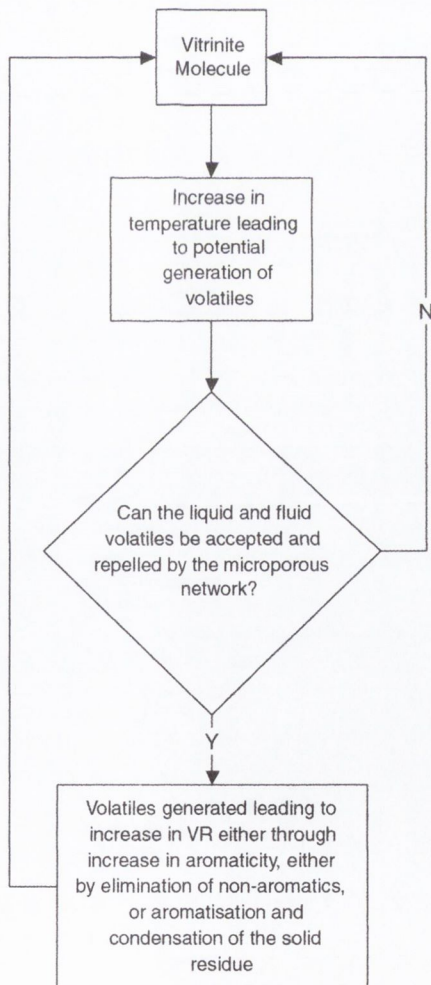 Vitrinite
Molecule
Increase in
temperature leading
to potential
generation of
volatiles
N
Can the liquid and fluid
volatiles be accepted and
repelled by the microporous
network?
Y
Volatiles generated leading to
increase in VR either through
increase in aromaticity, either
by elimination of non-aromatics,
or aromatisation and
condensation of the solid
residue